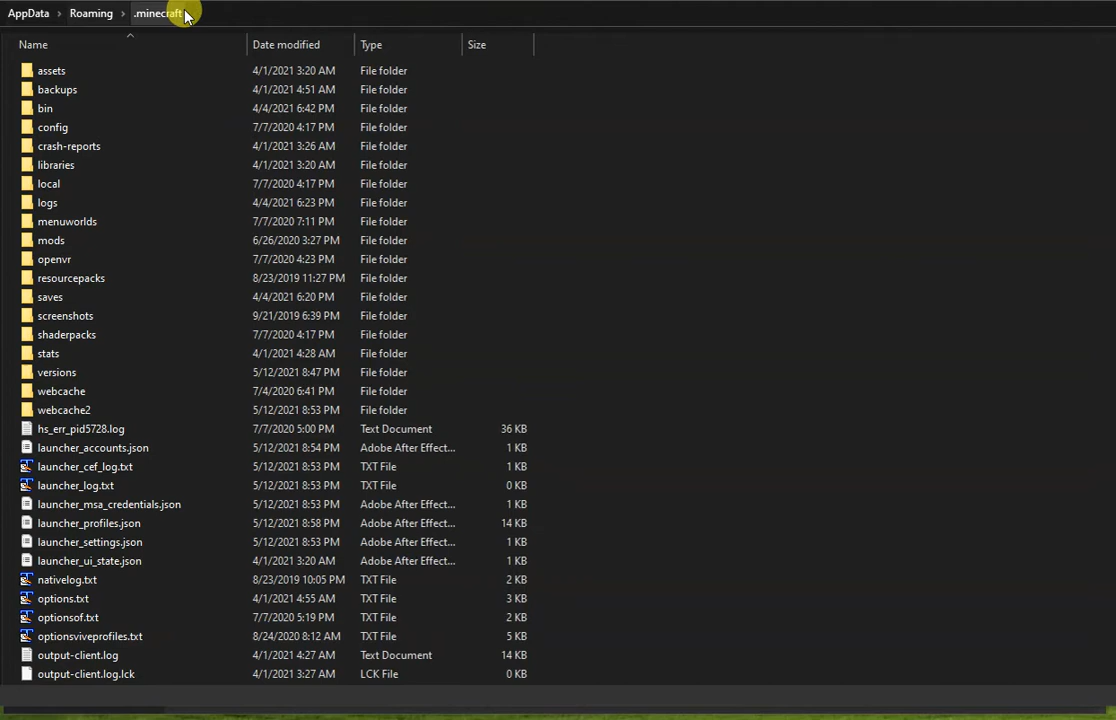 AppData > Roaming > .minecraft
Name Date modified Type Size
assets 4/1/2021 3:20 AM File folder
backups 4/1/2021 4:51 AM File folder
bin 4/4/2021 6:42 PM File folder
config 7/7/2020 4:17 PM File folder
crash-reports 4/1/2021 3:26 AM File folder
libraries 4/1/2021 3:20 AM File folder
local 7/7/2020 4:17 PM File folder
logs 4/4/2021 6:23 PM File folder
menuworlds 7/7/2020 7:11 PM File folder
mods 6/26/2020 3:27 PM File folder
openvr 7/7/2020 4:23 PM File folder
resourcepacks 8/23/2019 11:27 PM File folder
saves 4/4/2021 6:20 PM File folder
screenshots 9/21/2019 6:39 PM File folder
shaderpacks 7/7/2020 4:17 PM File folder
stats 4/1/2021 4:28 AM File folder
versions 5/12/2021 8:47 PM File folder
webcache 7/4/2020 6:41 PM File folder
webcache2 5/12/2021 8:53 PM File folder
hs_err_pid5728.log 7/7/2020 5:00 PM Text Document 36 KB
launcher_accounts.json 5/12/2021 8:54 PM Adobe After Effect... 1 KB
launcher_cef_log.txt 5/12/2021 8:53 PM TXT File 1 KB
launcher_log.txt 5/12/2021 8:53 PM TXT File 0 KB
launcher_msa_credentials.json 5/12/2021 8:53 PM Adobe After Effect... 1 KB
launcher_profiles.json 5/12/2021 8:58 PM Adobe After Effect... 14 KB
launcher_settings.json 5/12/2021 8:53 PM Adobe After Effect... 1 KB
launcher_ui_state.json 4/1/2021 3:20 AM Adobe After Effect... 1 KB
nativelog.txt 8/23/2019 10:05 PM TXT File 2 KB
options.txt 4/1/2021 4:55 AM TXT File 3 KB
optionsof.txt 7/7/2020 5:19 PM TXT File 2 KB
optionsviveprofiles.txt 8/24/2020 8:12 AM TXT File 5 KB
output-client.log 4/1/2021 4:27 AM Text Document 14 KB
output-client.log.lck 4/1/2021 3:27 AM LCK File 0 KB